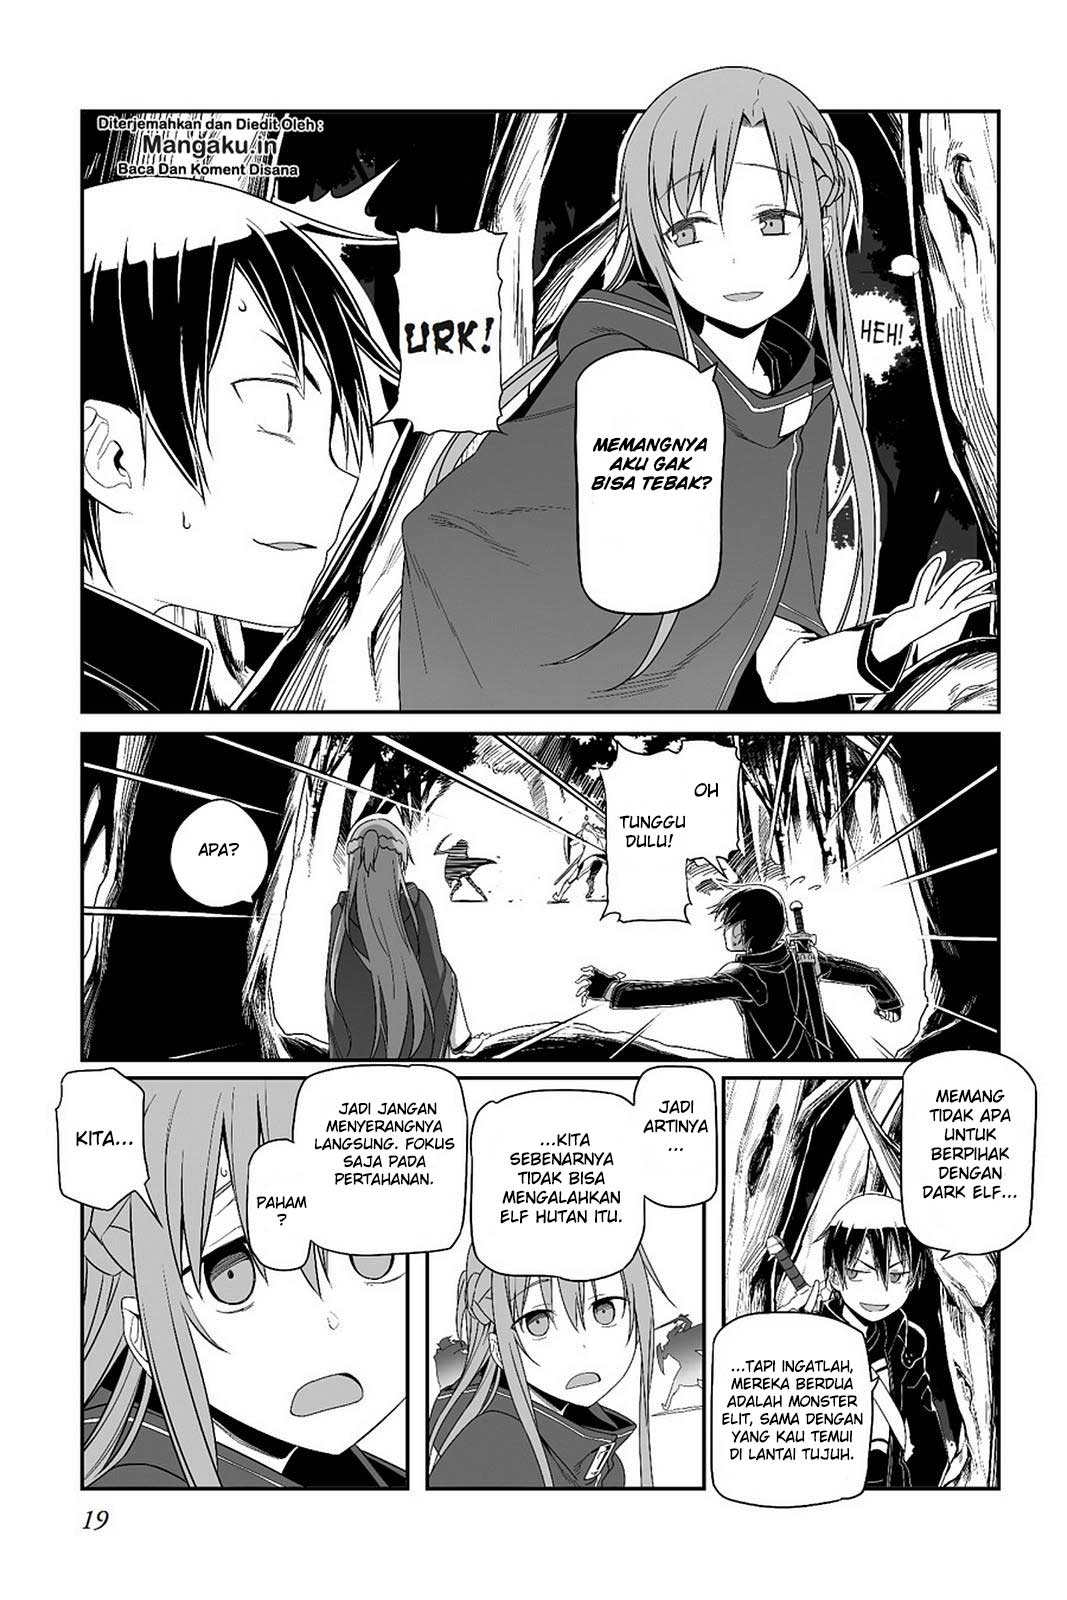 Diterjemahkan dan Diedit Oleh :
Mangaku.in
Baca Dan Koment Disana
HEH!
MEMANGNYA
AKU GAK
BISA TEBAK?
URK!
OH
TUNGGU
DULU!
APA?
MEMANG
TIDAK APA
UNTUK
BERPIHAK
DENGAN
DARK ELF...
...TAPI INGATLAH,
MEREKA BERDUA
ADALAH MONSTER
ELIT, SAMA DENGAN
YANG KAU TEMUI
DI LANTAI TUJUH.
JADI
ARTINYA
...
...KITA
SEBENARNYA
TIDAK BISA
MENGALAHKAN
ELF HUTAN ITU.
JADI JANGAN
MENYERANGNYA
LANGSUNG. FOKUS
SAJA PADA
PERTAHANAN.
PAHAM
?
KITA...
19